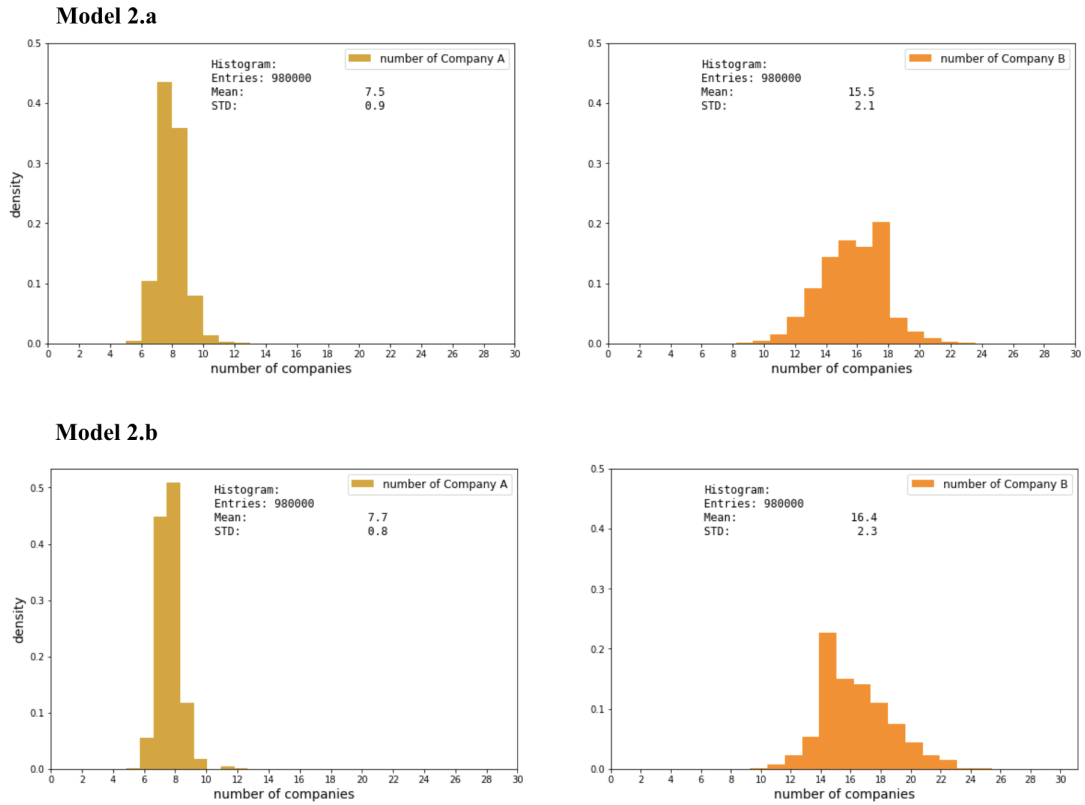 Model 2.a
number of Company A
Histogram:
Entries: 980000
Mean: 7.5
STD: 0.9
density
0.5
0.4
0.3
0.2
0.1
0.0
0 2 4 6 8 10 12 14 16 18 20 22 24 26 28 30
number of companies
number of Company B
Histogram:
Entries: 980000
Mean: 15.5
STD: 2.1
0.5
0.4
0.3
0.2
0.1
0.0
0 2 4 6 8 10 12 14 16 18 20 22 24 26 28 30
number of companies
Model 2.b
number of Company A
Histogram:
Entries: 980000
Mean: 7.7
STD: 0.8
density
0.5
0.4
0.3
0.2
0.1
0.0
0 2 4 6 8 10 12 14 16 18 20 22 24 26 28 30
number of companies
number of Company B
Histogram:
Entries: 980000
Mean: 16.4
STD: 2.3
0.5
0.4
0.3
0.2
0.1
0.0
0 2 4 6 8 10 12 14 16 18 20 22 24 26 28 30
number of companies